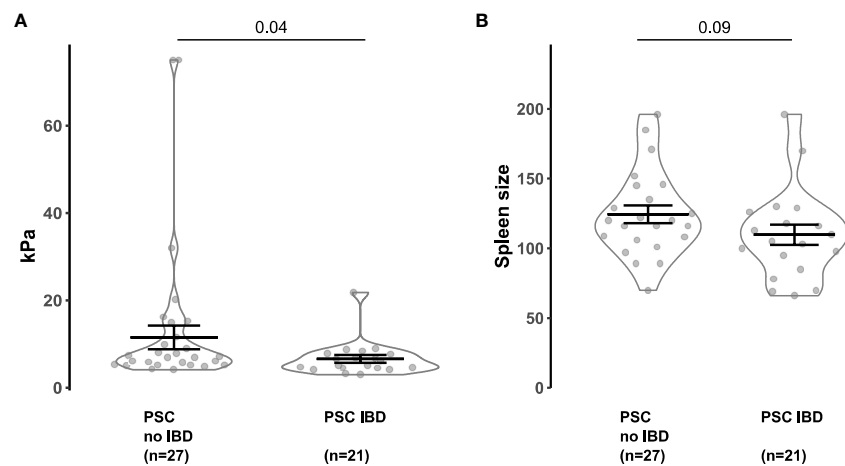 A
0.04
kPa
60
40
20
0
PSC
no IBD
(n=27)
PSC IBD
(n=21)
B
0.09
Spleen size
200
150
100
50
0
PSC
no IBD
(n=27)
PSC IBD
(n=21)